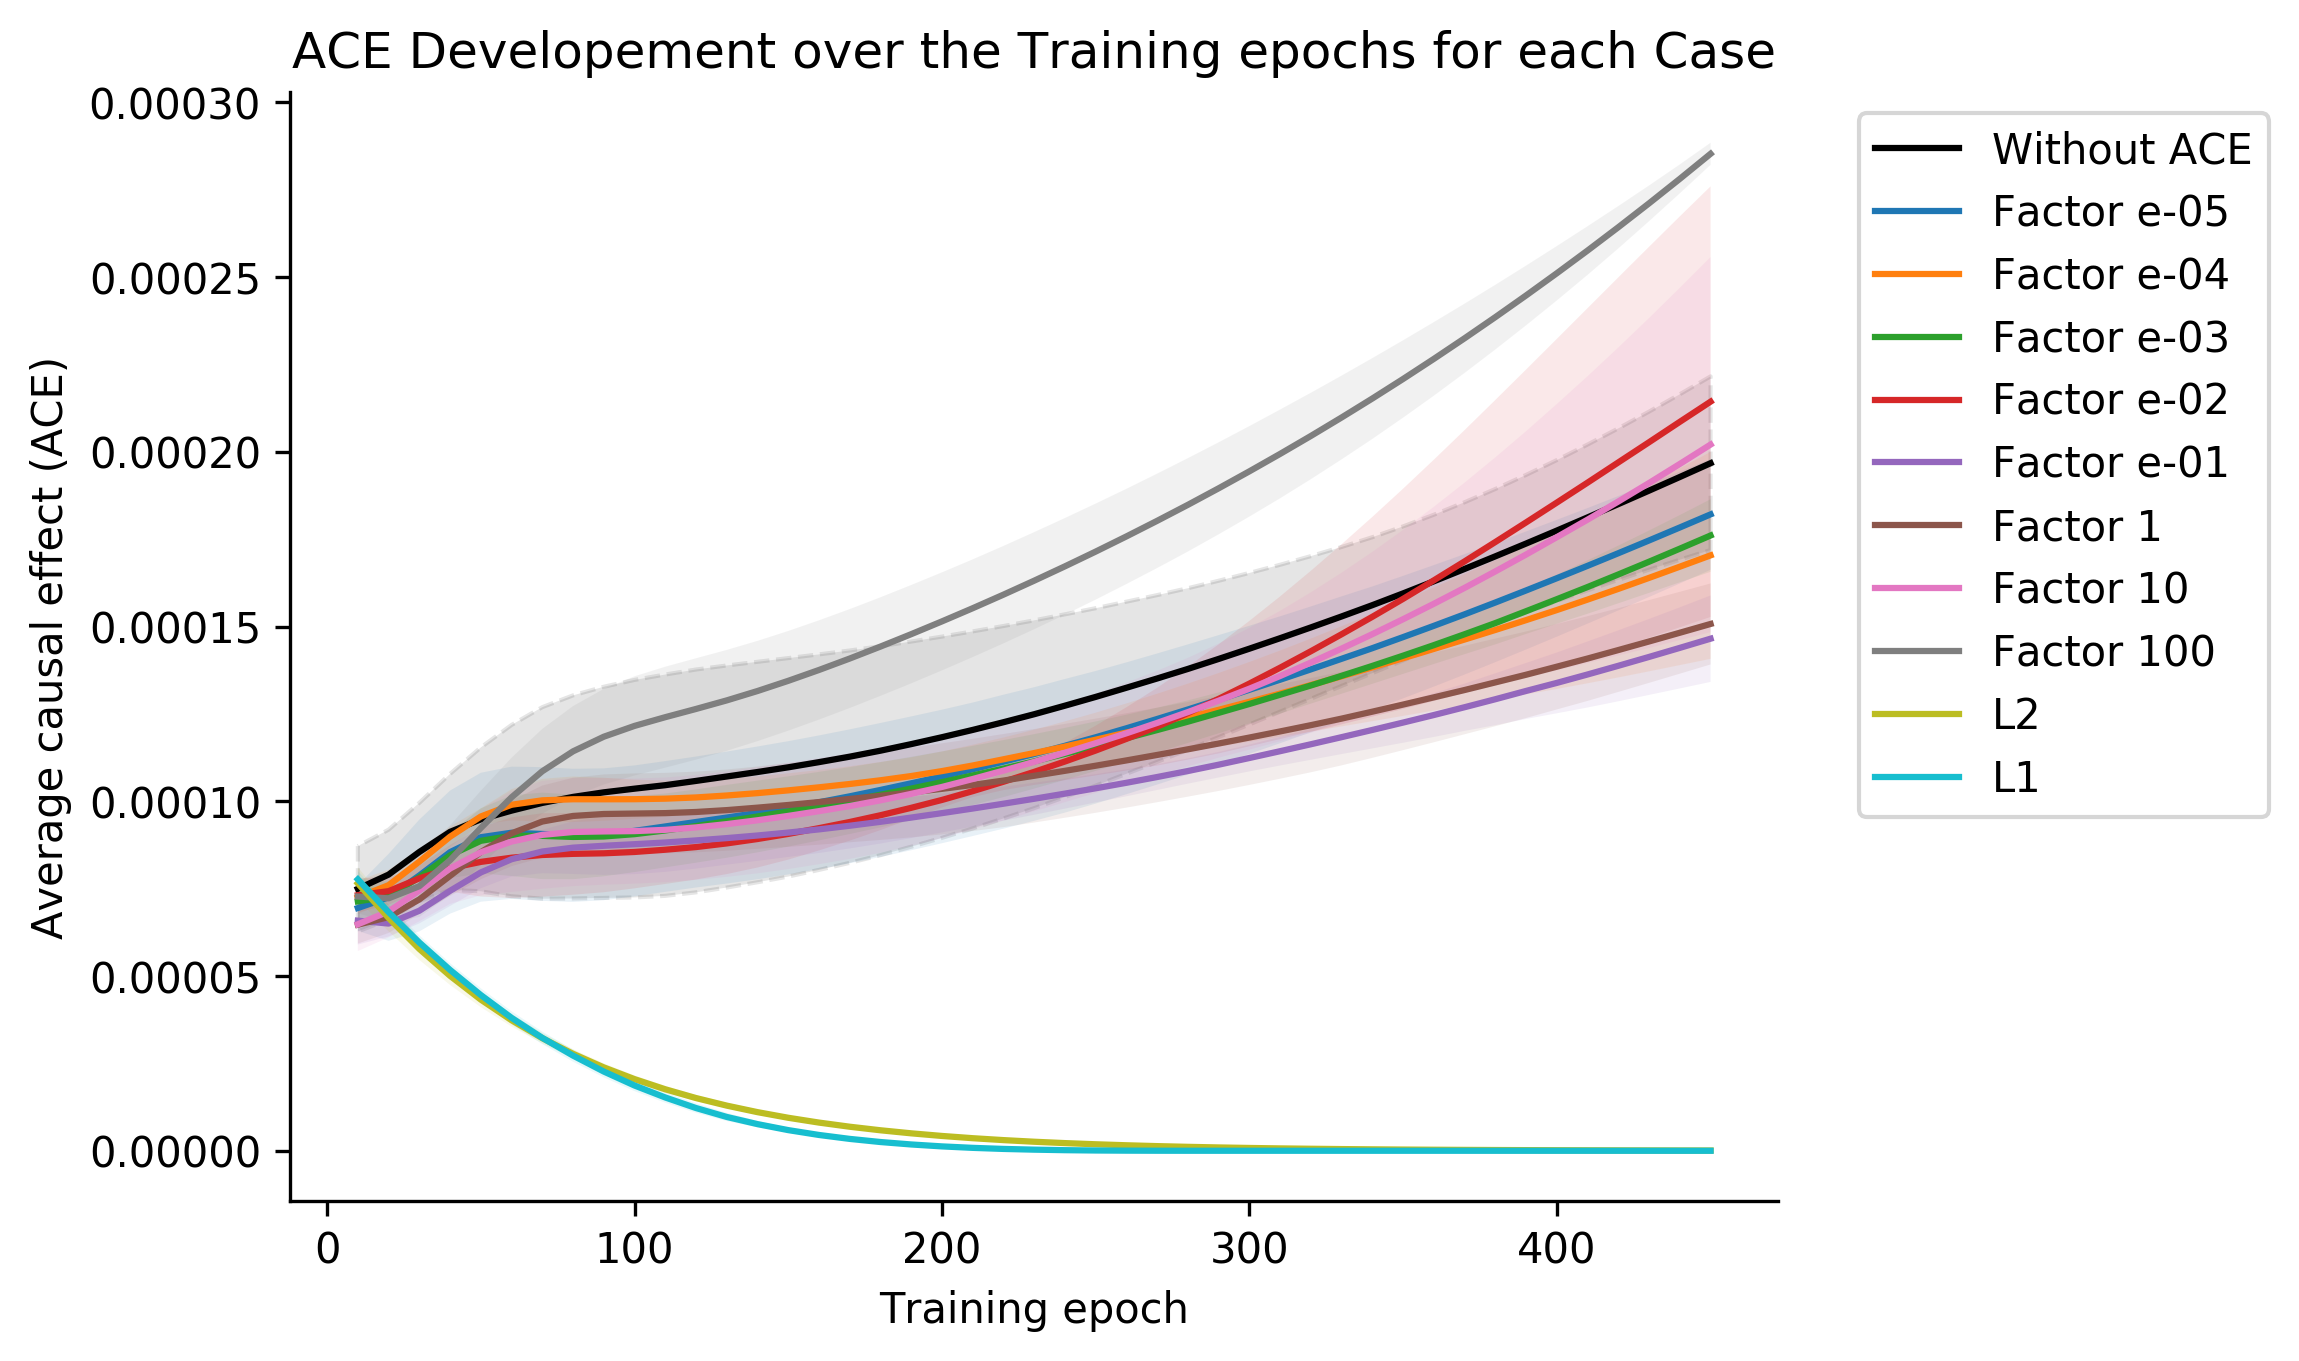 ACE Developement over the Training epochs for each Case
0.00030
0.00025
0.00020
0.00015
0.00010
0.00005
0.00000
Average causal effect (ACE)
0 100 200 300 400
Training epoch
Without ACE
Factor e-05
Factor e-04
Factor e-03
Factor e-02
Factor e-01
Factor 1
Factor 10
Factor 100
L2
L1